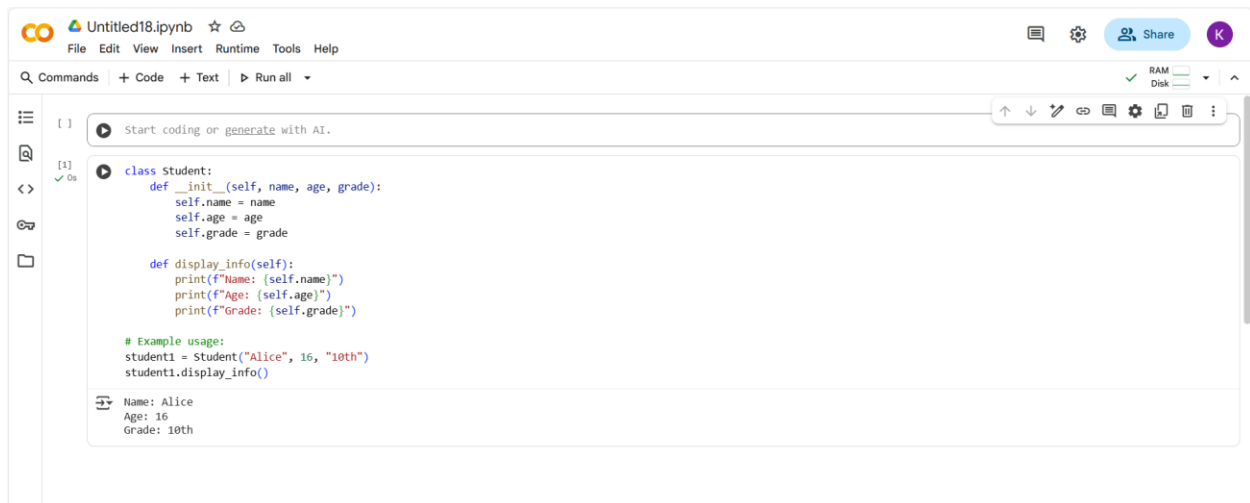 Untitled18.ipynb
File Edit View Insert Runtime Tools Help
Share
K
Commands + Code + Text Run all
RAM
Disk
[ ] Start coding or generate with AI.
[1]
0s
class Student:
    def __init__(self, name, age, grade):
        self.name = name
        self.age = age
        self.grade = grade

    def display_info(self):
        print(f"Name: {self.name}")
        print(f"Age: {self.age}")
        print(f"Grade: {self.grade}")

# Example usage:
student1 = Student("Alice", 16, "10th")
student1.display_info()
Name: Alice
Age: 16
Grade: 10th